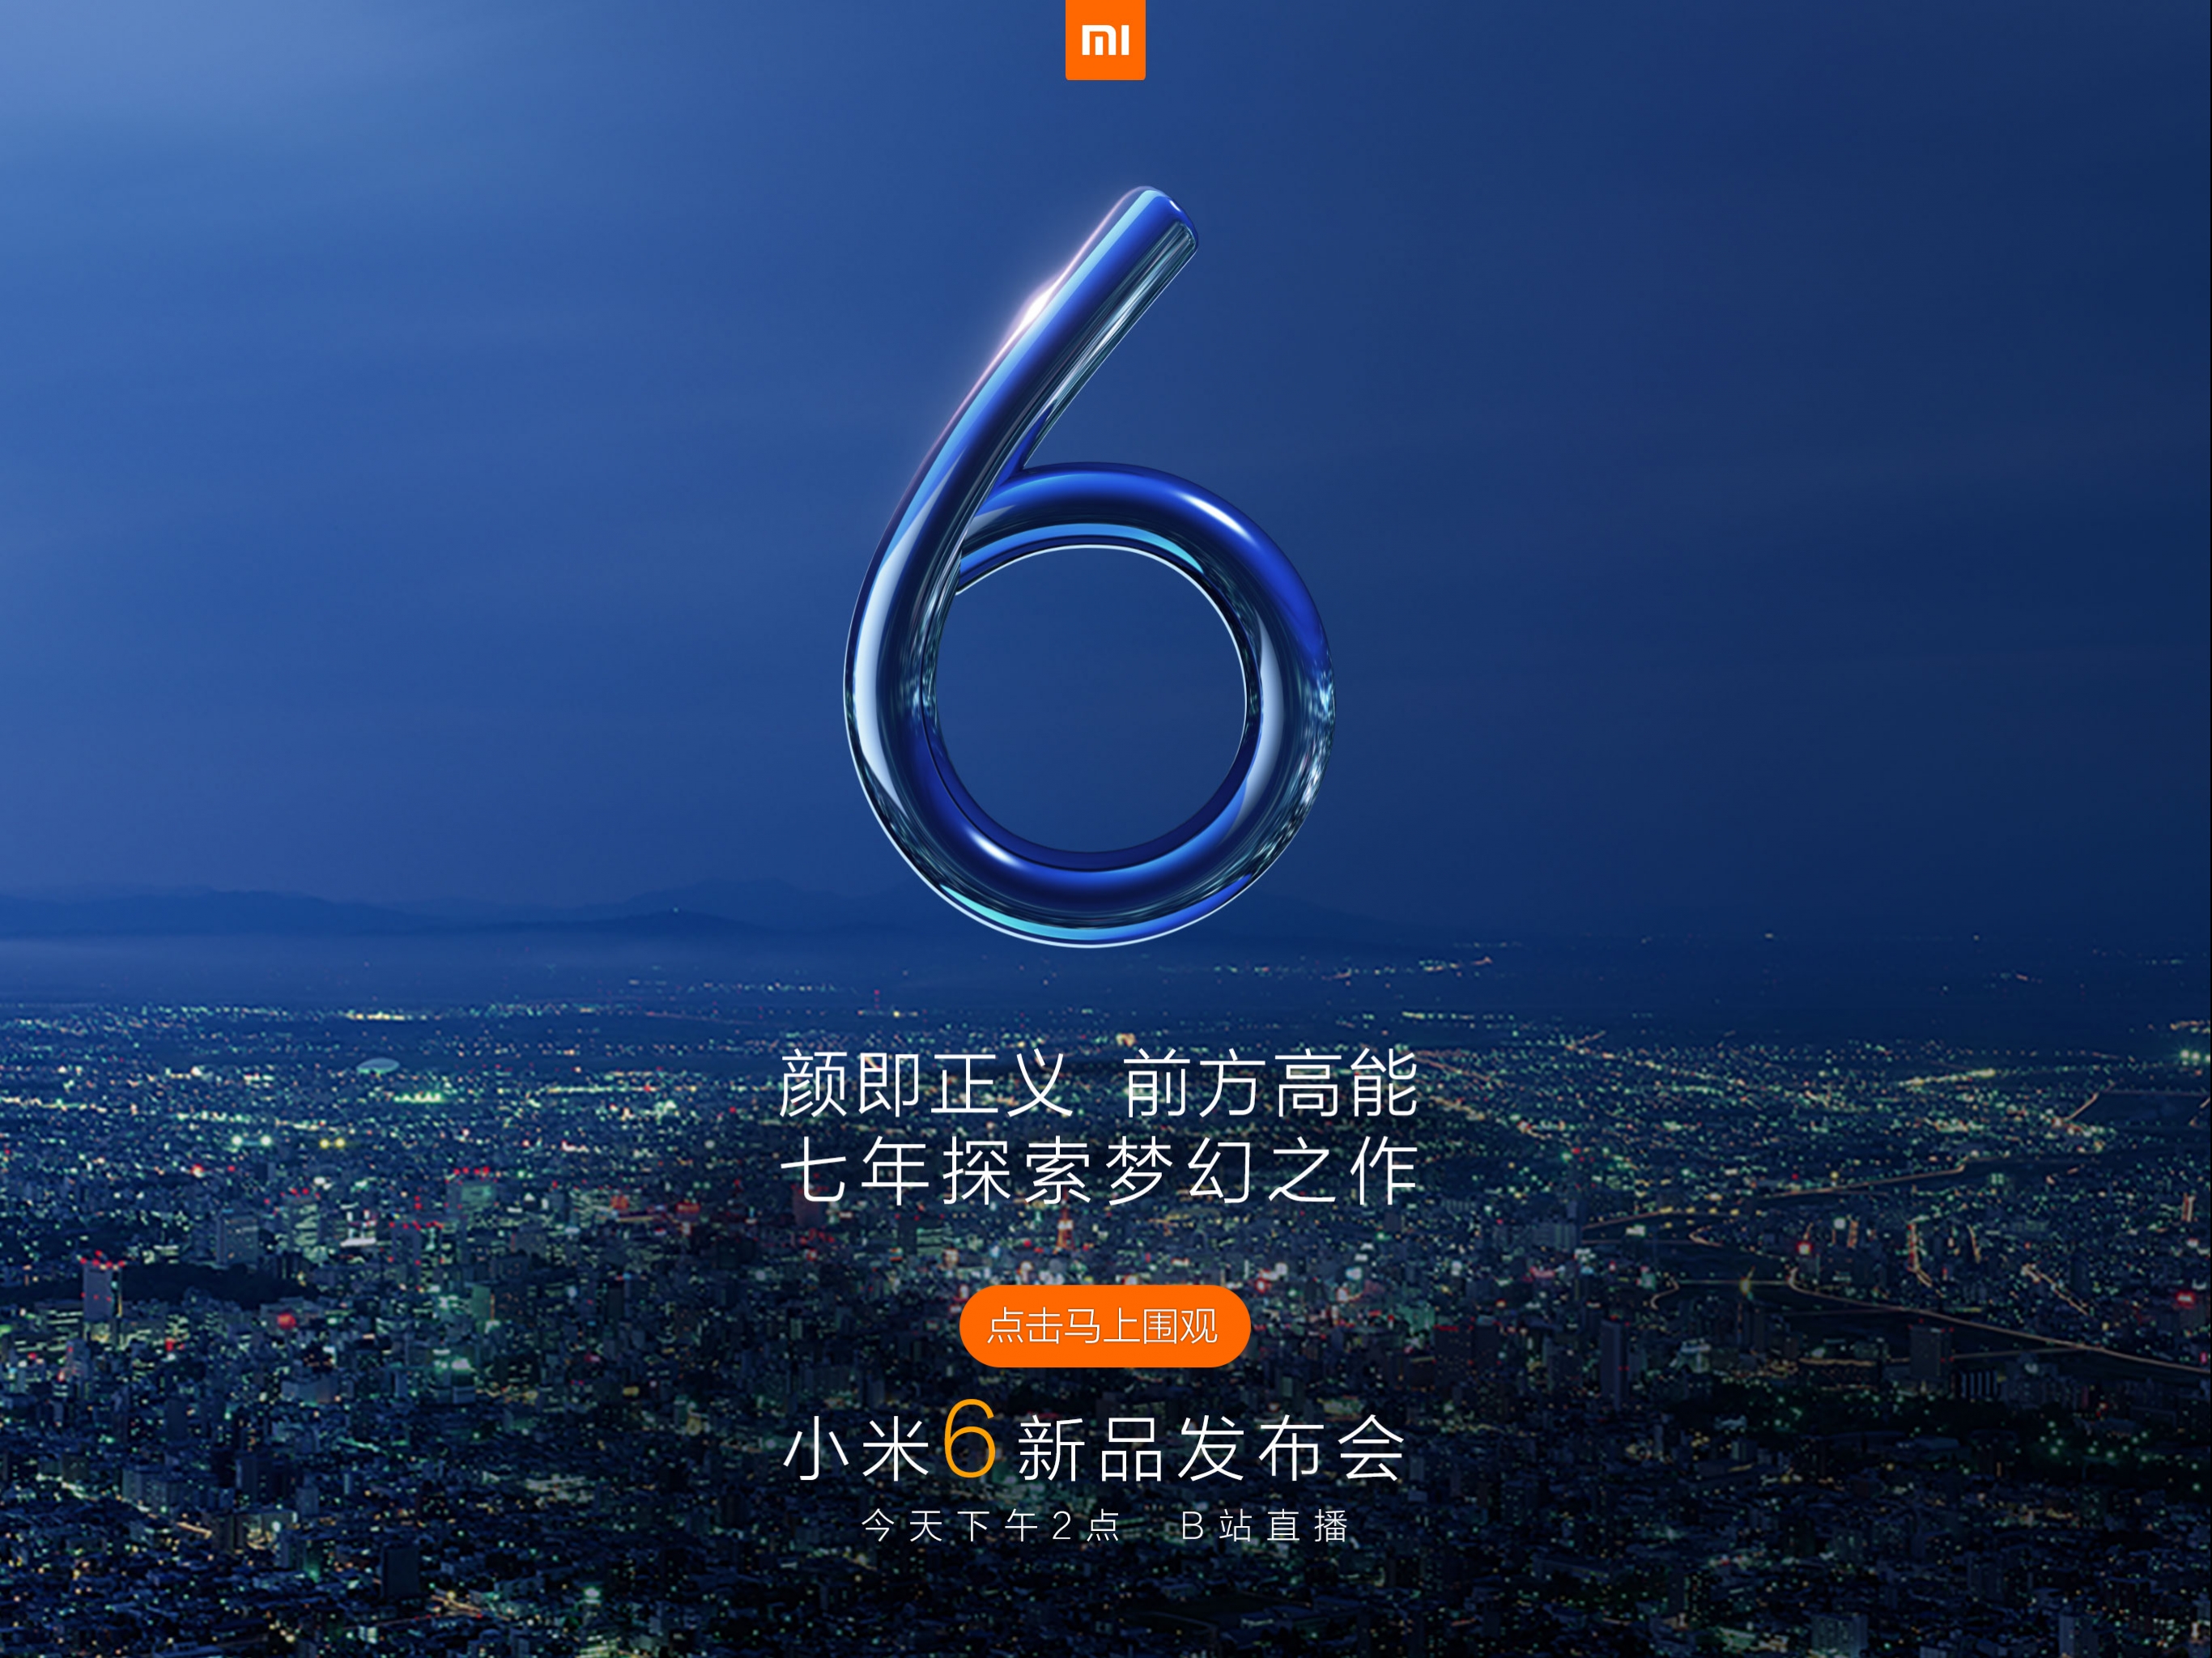 mi
6
颜即正义 前方高能
七年探索梦幻之作
点击马上围观
小米6新品发布会
今天下午2点 B站直播